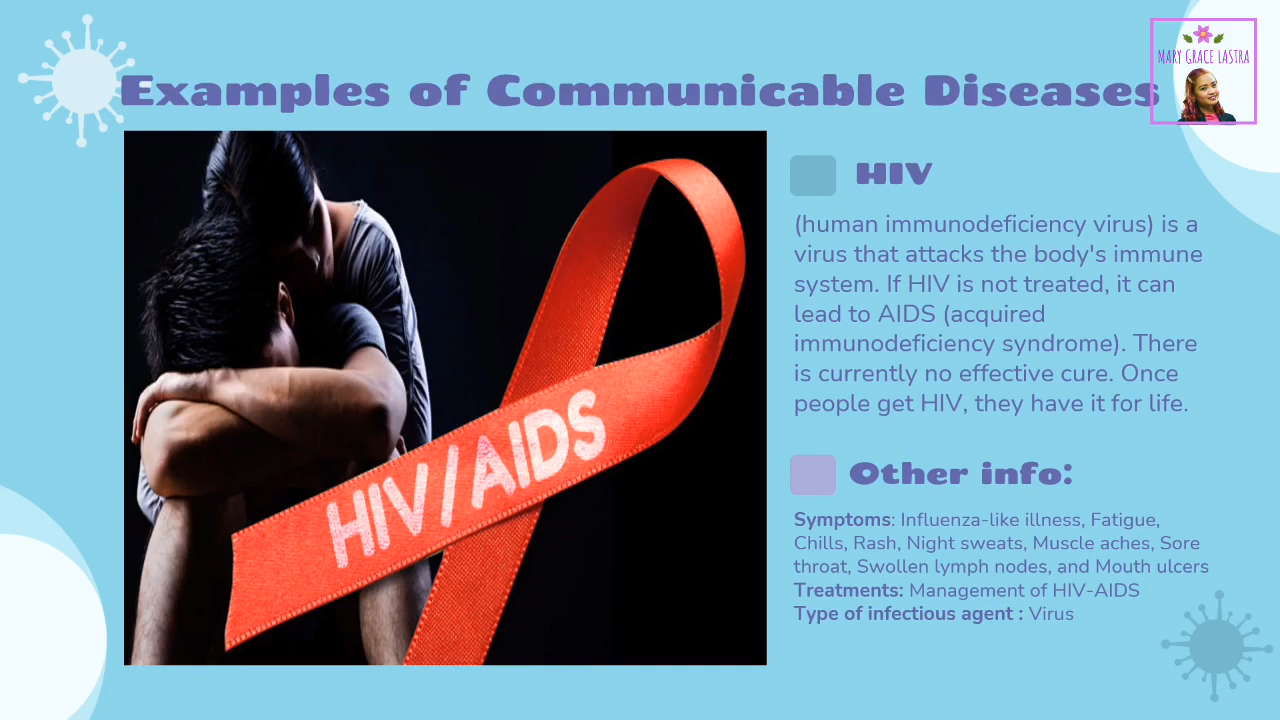 Examples of Communicable Diseases
MARY GRACE LASTRA
HIV/AIDS
HIV
(human immunodeficiency virus) is a
virus that attacks the body's immune
system. If HIV is not treated, it can
lead to AIDS (acquired
immunodeficiency syndrome). There
is currently no effective cure. Once
people get HIV, they have it for life.
Other info:
Symptoms: Influenza-like illness, Fatigue,
Chills, Rash, Night sweats, Muscle aches, Sore
throat, Swollen lymph nodes, and Mouth ulcers
Treatments: Management of HIV-AIDS
Type of infectious agent : Virus